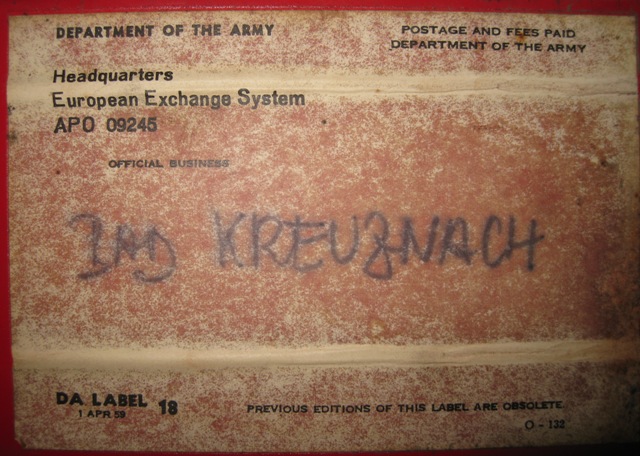 DEPARTMENT OF THE ARMY
POSTAGE AND FEES PAID
DEPARTMENT OF THE ARMY
Headquarters
European Exchange System
APO 09245
OFFICIAL BUSINESS
BAD KREUZNACH
DA LABEL 18
1 APR 59
PREVIOUS EDITIONS OF THIS LABEL ARE OBSOLETE
O - 132